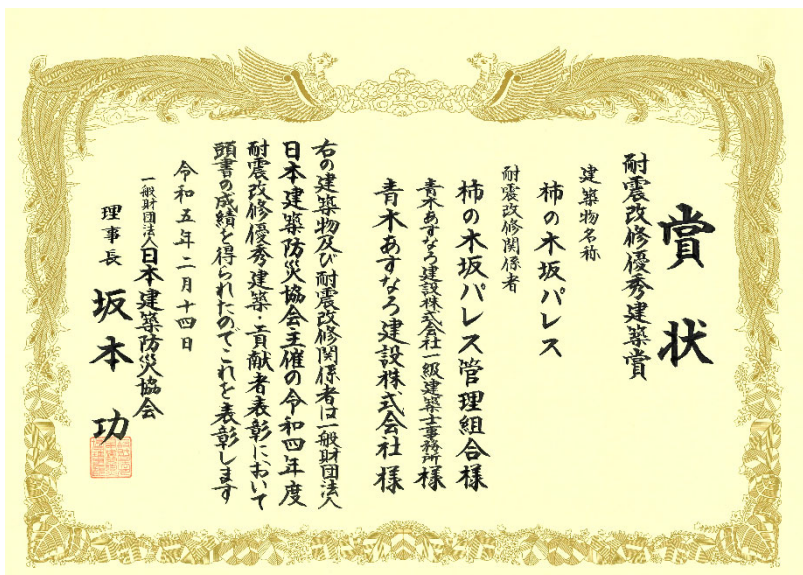 賞状
耐震改修優秀建築賞
建築物名称
柿の木坂パレス
耐震改修関係者
柿の木坂パレス管理組合様
青木あすなろ建設株式会社一級建築士事務所様
青木あすなろ建設株式会社様
右の建築物及び耐震改修関係者は一般財団法人
日本建築防災協会主催の令和四年度
耐震改修優秀建築・貢献者表彰において
頭書の成績を得られたのでこれを表彰します
令和五年二月十四日
一般財団法人日本建築防災協会
理事長 坂本功